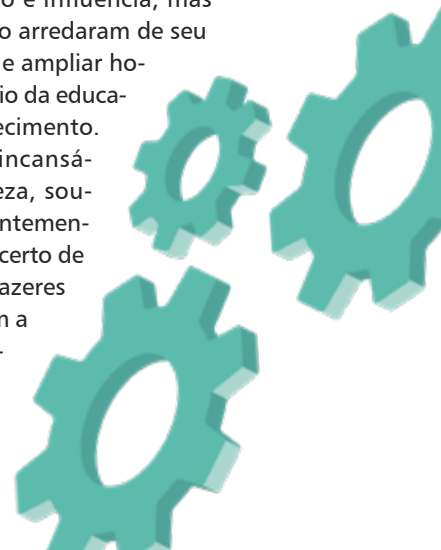 o e influência, mas
o arredaram de seu
e ampliar ho-
io da educa-
ecimento.
incansá-
eza, sou-
ntemen-
certo de
azeres
m a
-